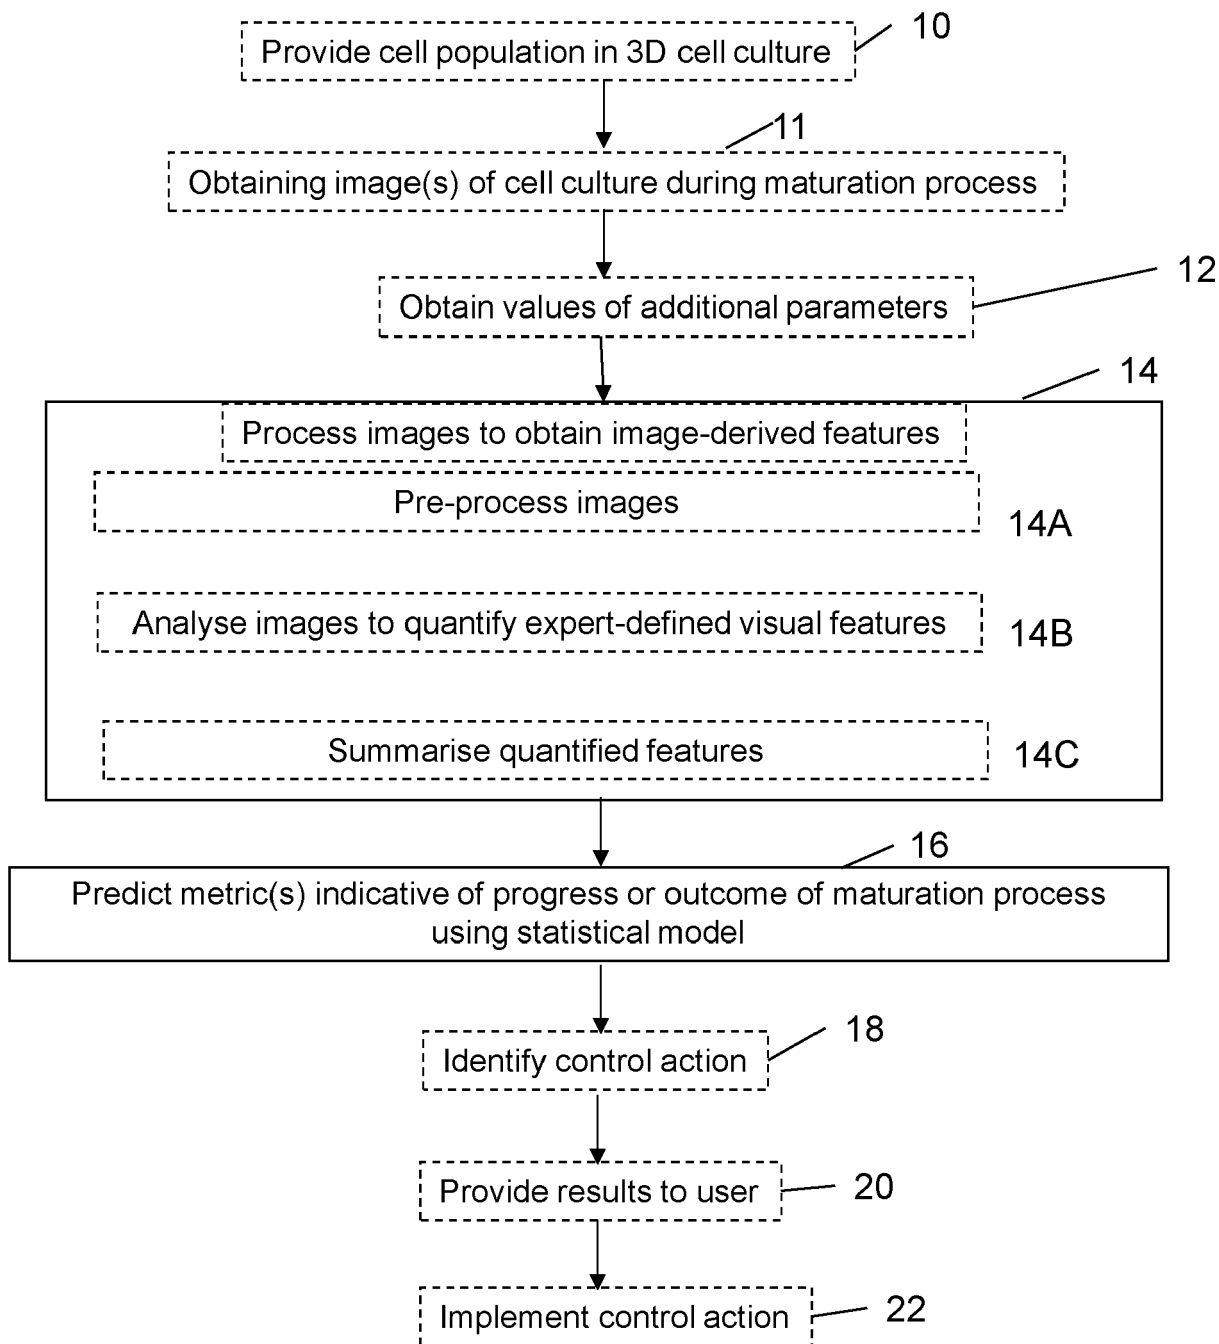 10
Provide cell population in 3D cell culture
11
Obtaining image(s) of cell culture during maturation process
12
Obtain values of additional parameters
14
Process images to obtain image-derived features
Pre-process images
14A
Analyse images to quantify expert-defined visual features
14B
Summarise quantified features
14C
16
Predict metric(s) indicative of progress or outcome of maturation process
using statistical model
18
Identify control action
Provide results to user
20
Implement control action
22